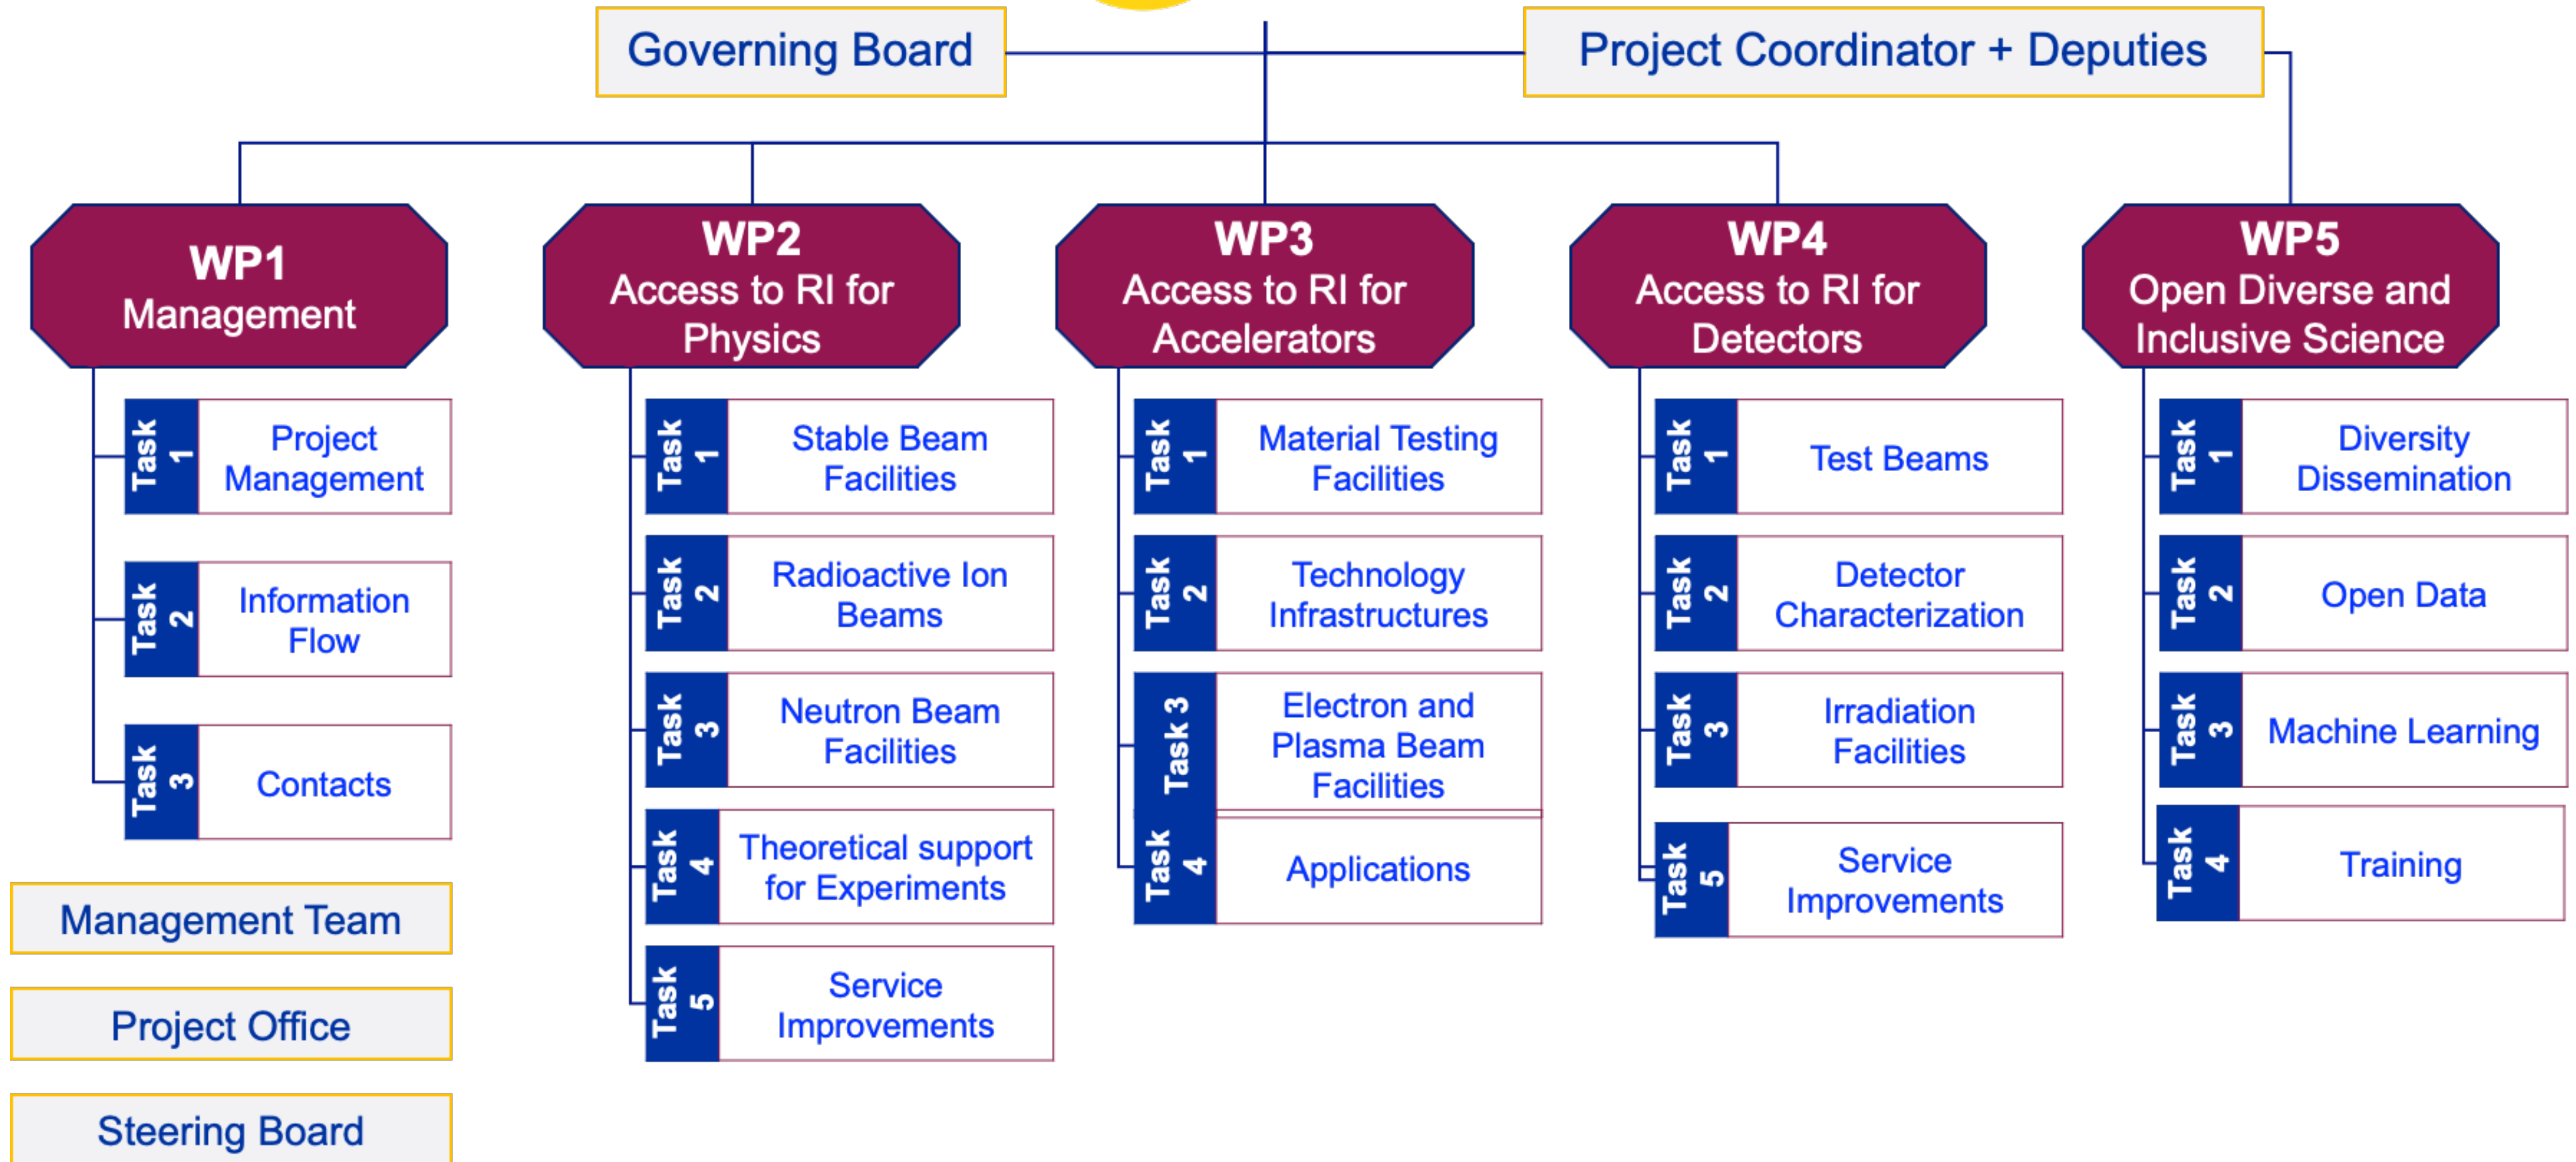 Governing Board
Project Coordinator + Deputies
WP1
Management
Task
1
Project
Management
Task
2
Information
Flow
Task
3
Contacts
Management Team
Project Office
Steering Board
WP2
Access to RI for
Physics
Task
1
Stable Beam
Facilities
Task
2
Radioactive Ion
Beams
Task
3
Neutron Beam
Facilities
Task
4
Theoretical support
for Experiments
Task
5
Service
Improvements
WP3
Access to RI for
Accelerators
Task
1
Material Testing
Facilities
Task
2
Technology
Infrastructures
Task 3
Electron and
Plasma Beam
Facilities
Task
4
Applications
WP4
Access to RI for
Detectors
Task
1
Test Beams
Task
2
Detector
Characterization
Task
3
Irradiation
Facilities
Task
5
Service
Improvements
WP5
Open Diverse and
Inclusive Science
Task
1
Diversity
Dissemination
Task
2
Open Data
Task
3
Machine Learning
Task
4
Training